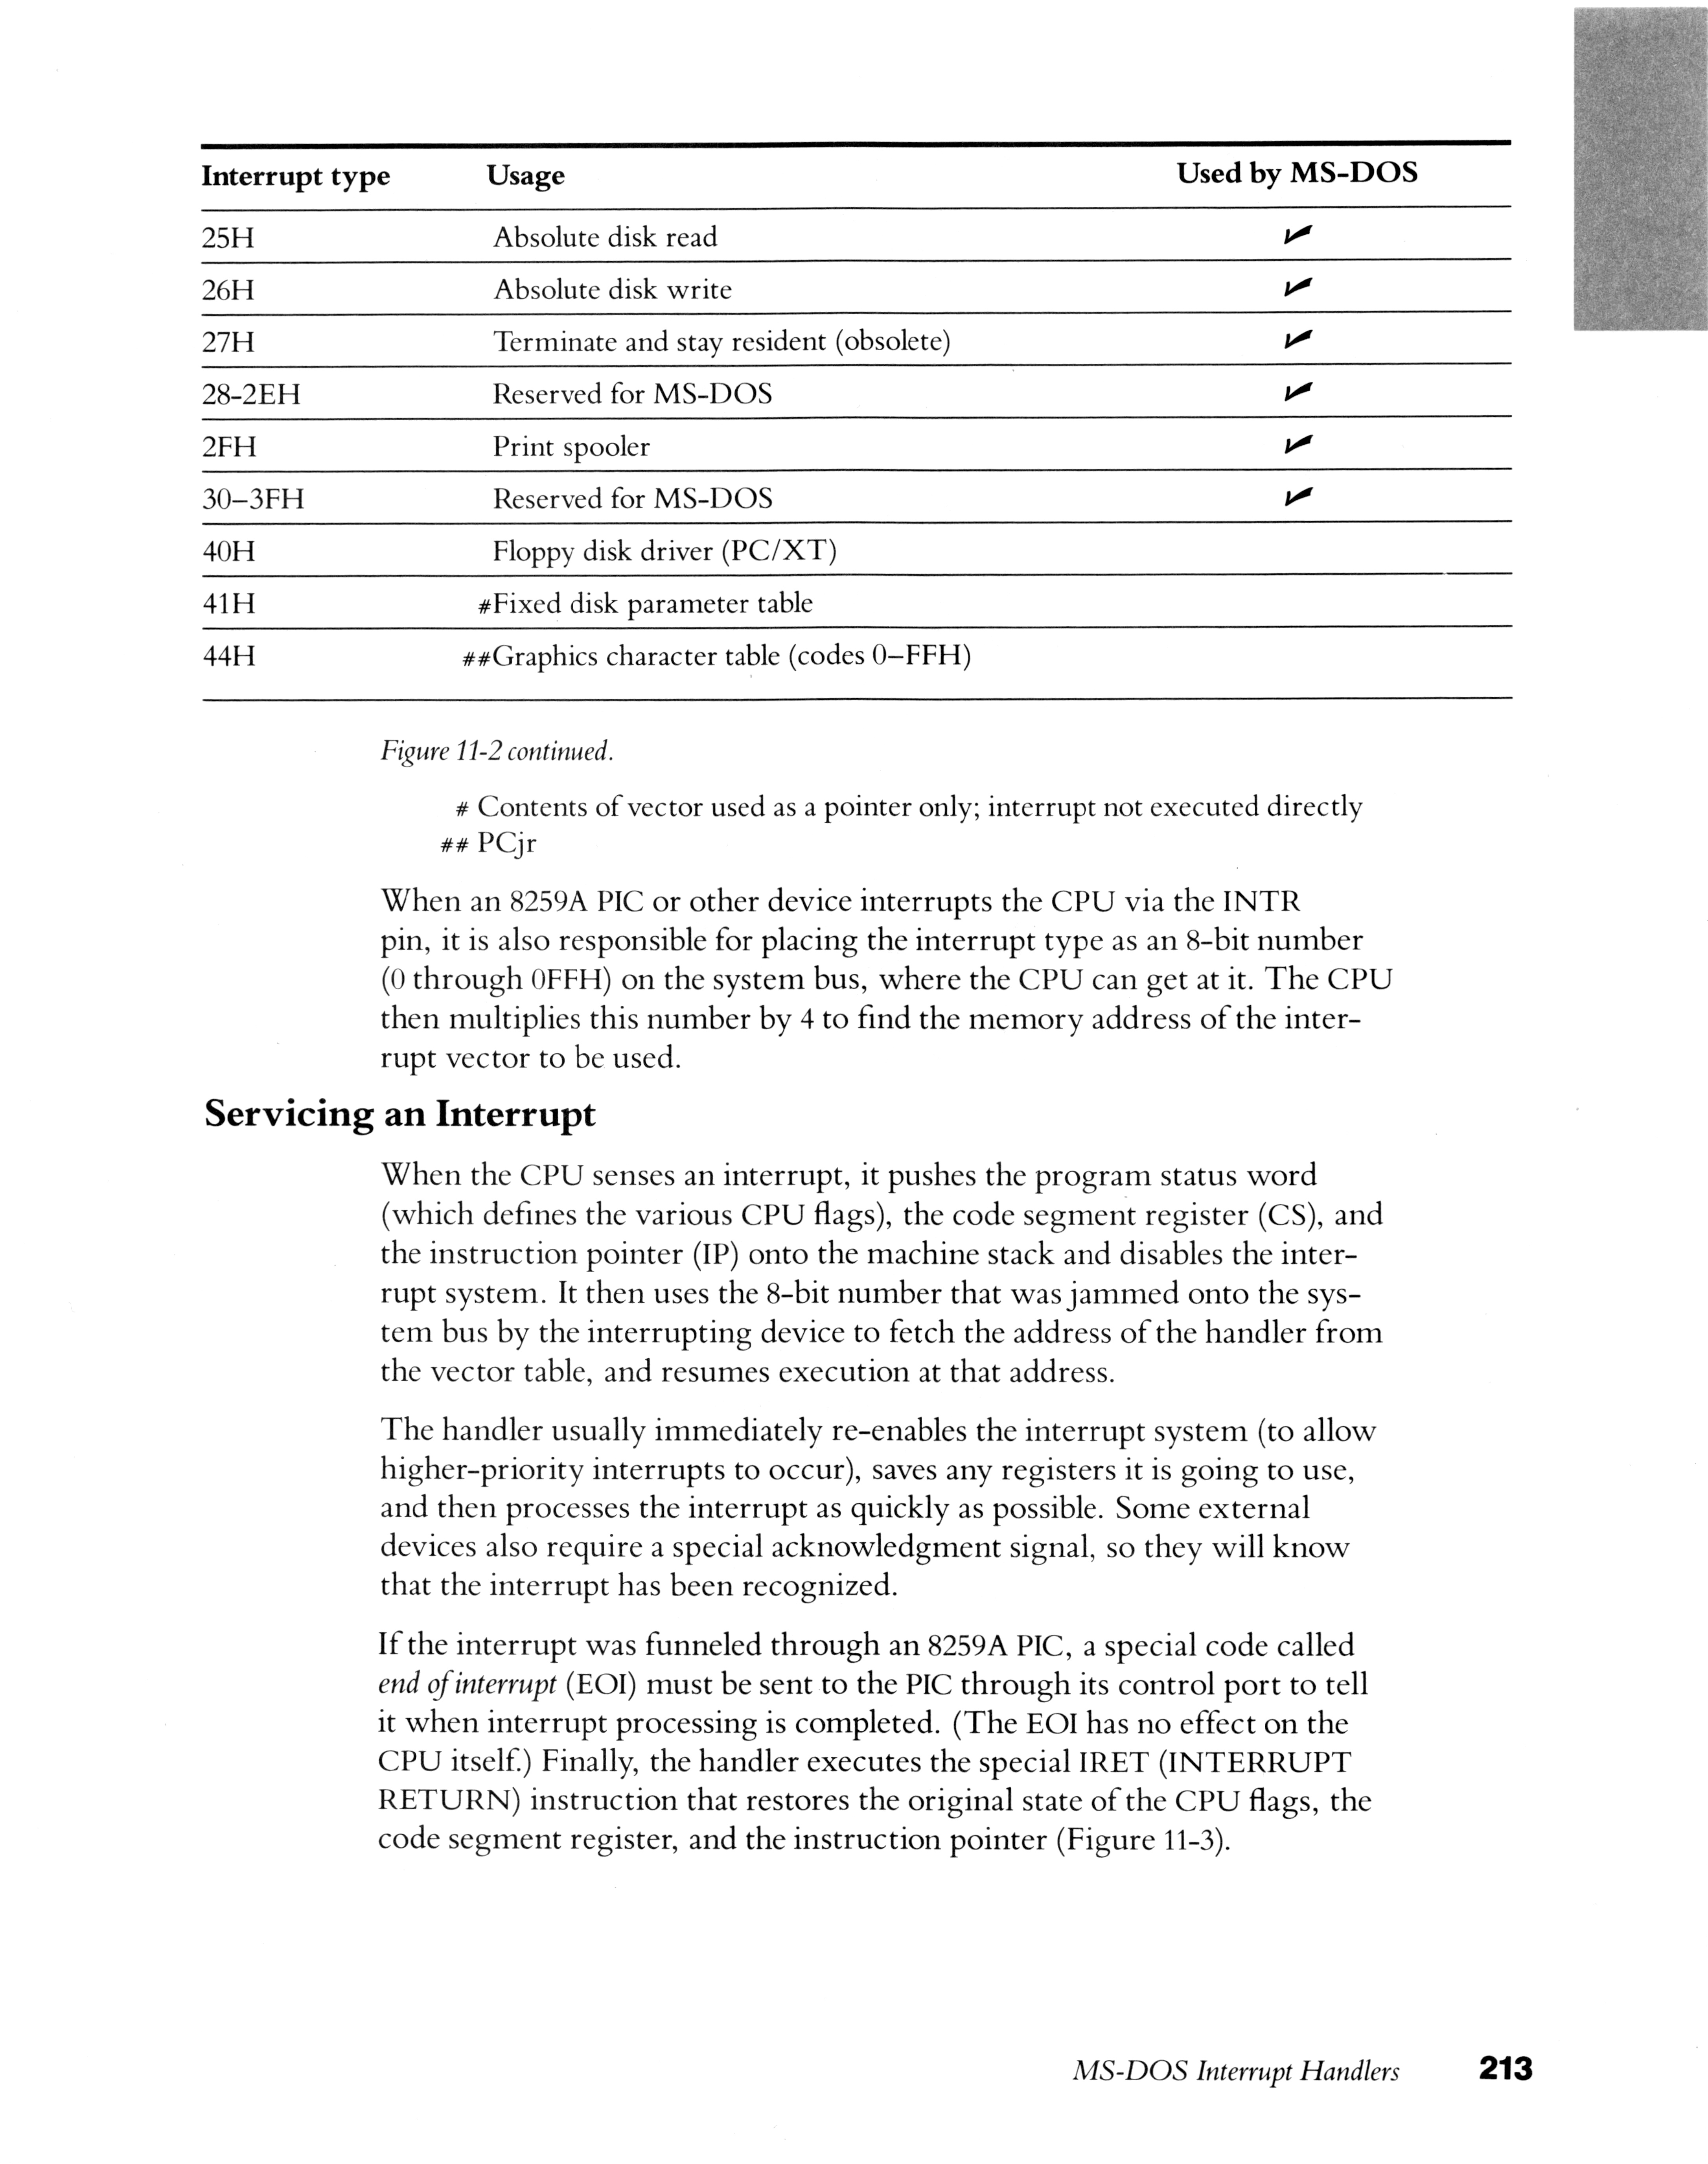 Interrupt type Usage Used by MS-DOS
25H Absolute disk read ✓
26H Absolute disk write ✓
27H Terminate and stay resident (obsolete) ✓
28-2EH Reserved for MS-DOS ✓
2FH Print spooler ✓
30–3FH Reserved for MS-DOS ✓
40H Floppy disk driver (PC/XT)
41H #Fixed disk parameter table
44H ##Graphics character table (codes 0–FFH)
Figure 11-2 continued.
# Contents of vector used as a pointer only; interrupt not executed directly
## PCjr
When an 8259A PIC or other device interrupts the CPU via the INTR
pin, it is also responsible for placing the interrupt type as an 8-bit number
(0 through 0FFH) on the system bus, where the CPU can get at it. The CPU
then multiplies this number by 4 to find the memory address of the inter-
rupt vector to be used.
Servicing an Interrupt
When the CPU senses an interrupt, it pushes the program status word
(which defines the various CPU flags), the code segment register (CS), and
the instruction pointer (IP) onto the machine stack and disables the inter-
rupt system. It then uses the 8-bit number that was jammed onto the sys-
tem bus by the interrupting device to fetch the address of the handler from
the vector table, and resumes execution at that address.
The handler usually immediately re-enables the interrupt system (to allow
higher-priority interrupts to occur), saves any registers it is going to use,
and then processes the interrupt as quickly as possible. Some external
devices also require a special acknowledgment signal, so they will know
that the interrupt has been recognized.
If the interrupt was funneled through an 8259A PIC, a special code called
end of interrupt (EOI) must be sent to the PIC through its control port to tell
it when interrupt processing is completed. (The EOI has no effect on the
CPU itself.) Finally, the handler executes the special IRET (INTERRUPT
RETURN) instruction that restores the original state of the CPU flags, the
code segment register, and the instruction pointer (Figure 11-3).
MS-DOS Interrupt Handlers 213